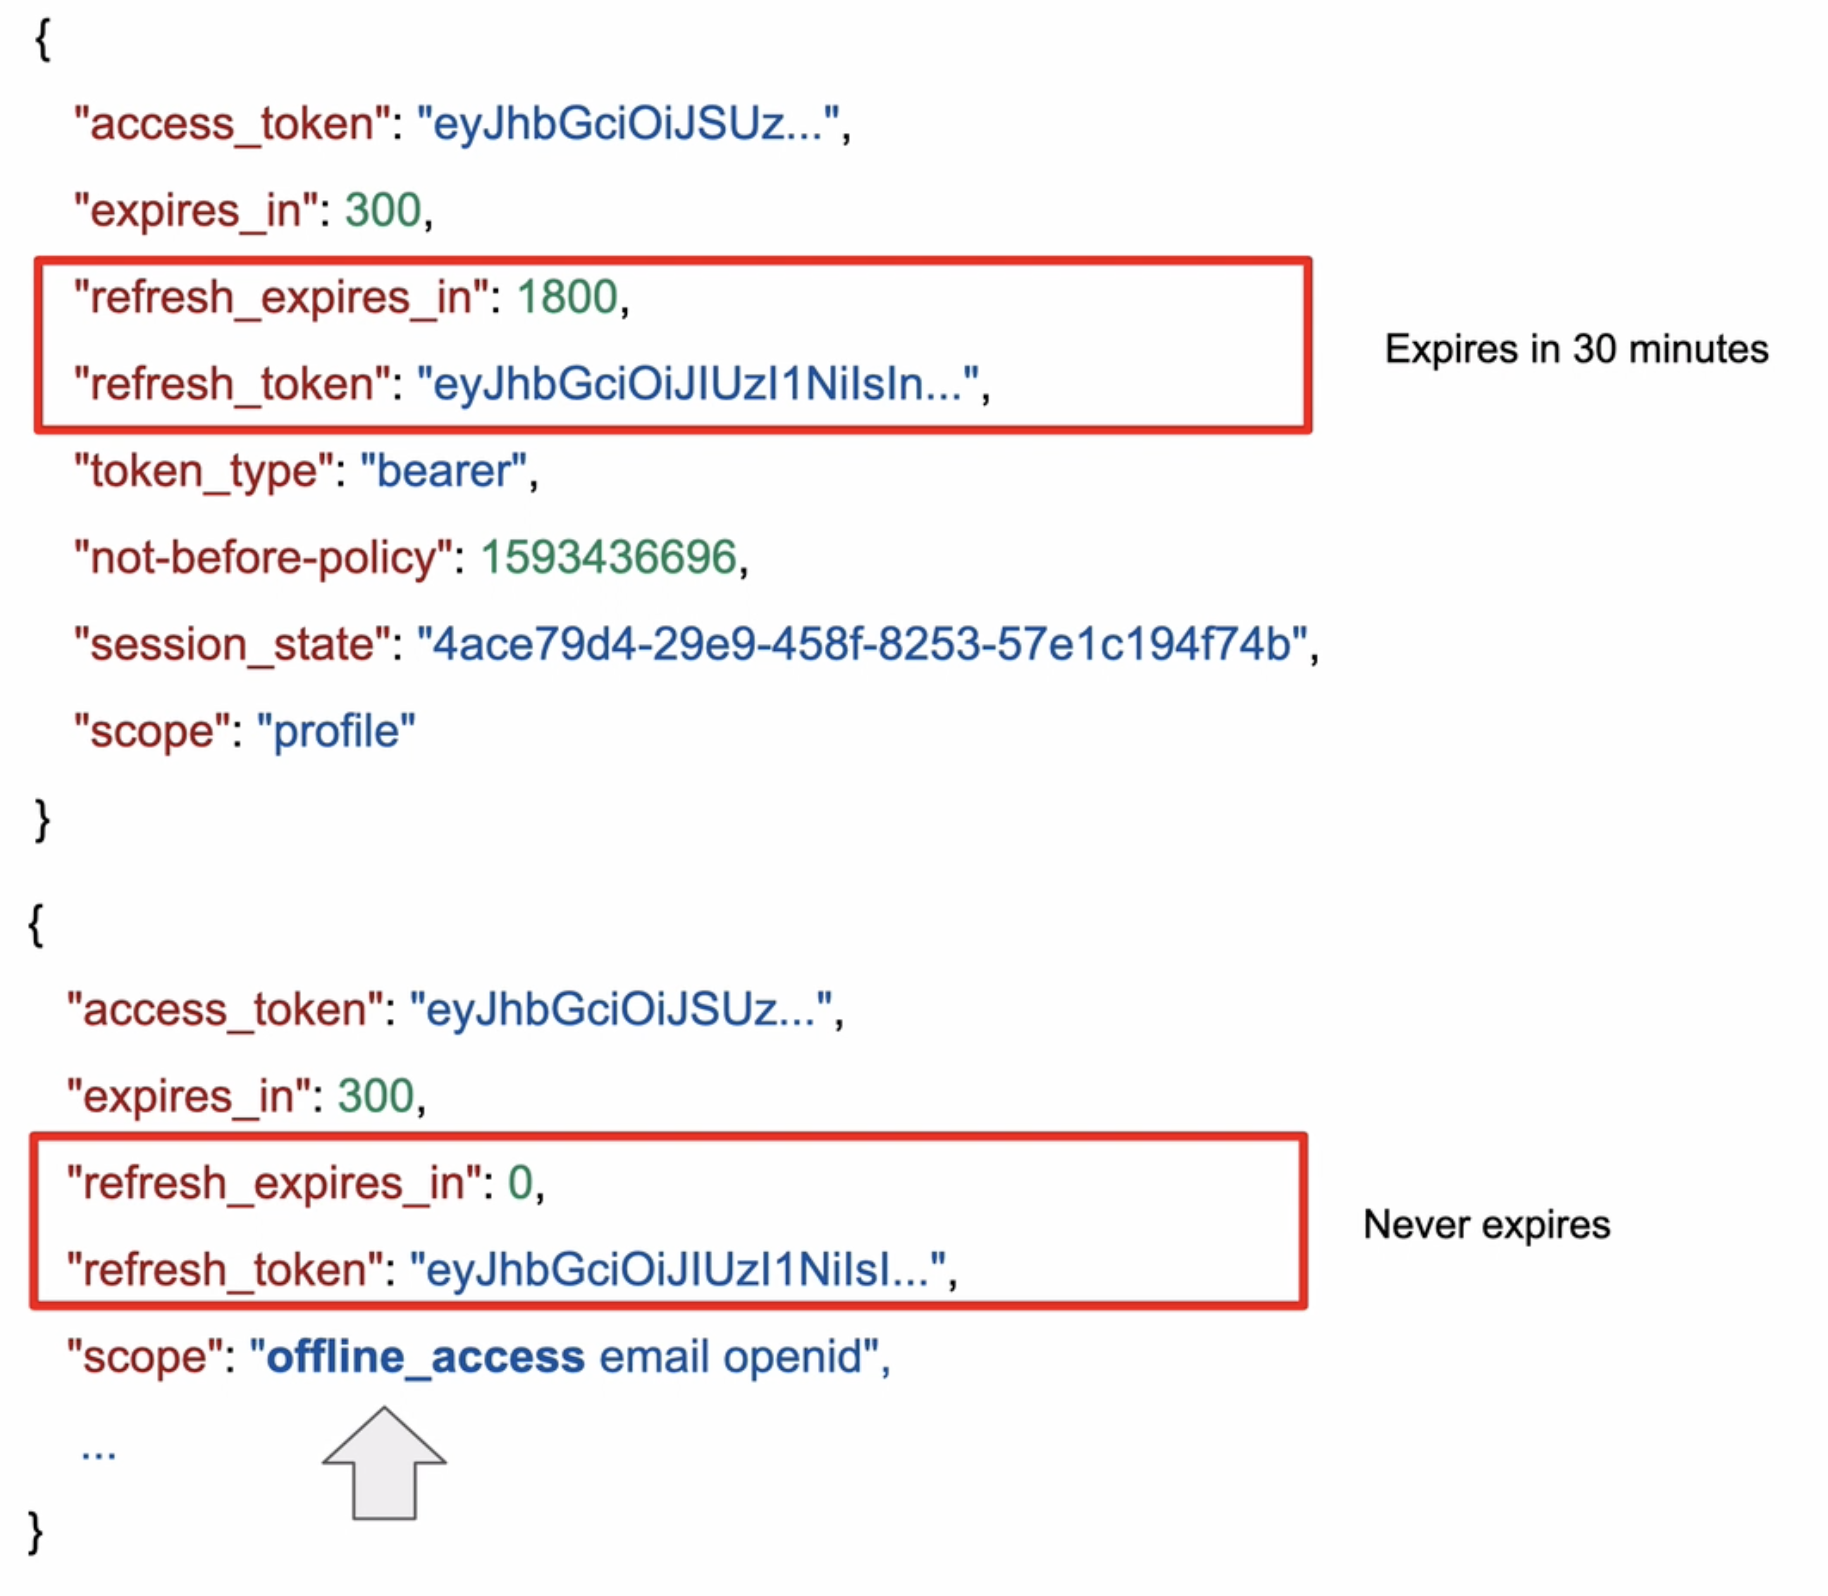 {
"access_token": "eyJhbGciOiJSUz...",
"expires_in": 300,
"refresh_expires_in": 1800,
"refresh_token": "eyJhbGciOiJIUzI1NiIsIn...",
Expires in 30 minutes
"token_type": "bearer",
"not-before-policy": 1593436696,
"session_state": "4ace79d4-29e9-458f-8253-57e1c194f74b",
"scope": "profile"
}
{
"access_token": "eyJhbGciOiJSUz...",
"expires_in": 300,
"refresh_expires_in": 0,
"refresh_token": "eyJhbGciOiJIUzI1NiIsI...",
Never expires
"scope": "offline_access email openid",
...
}